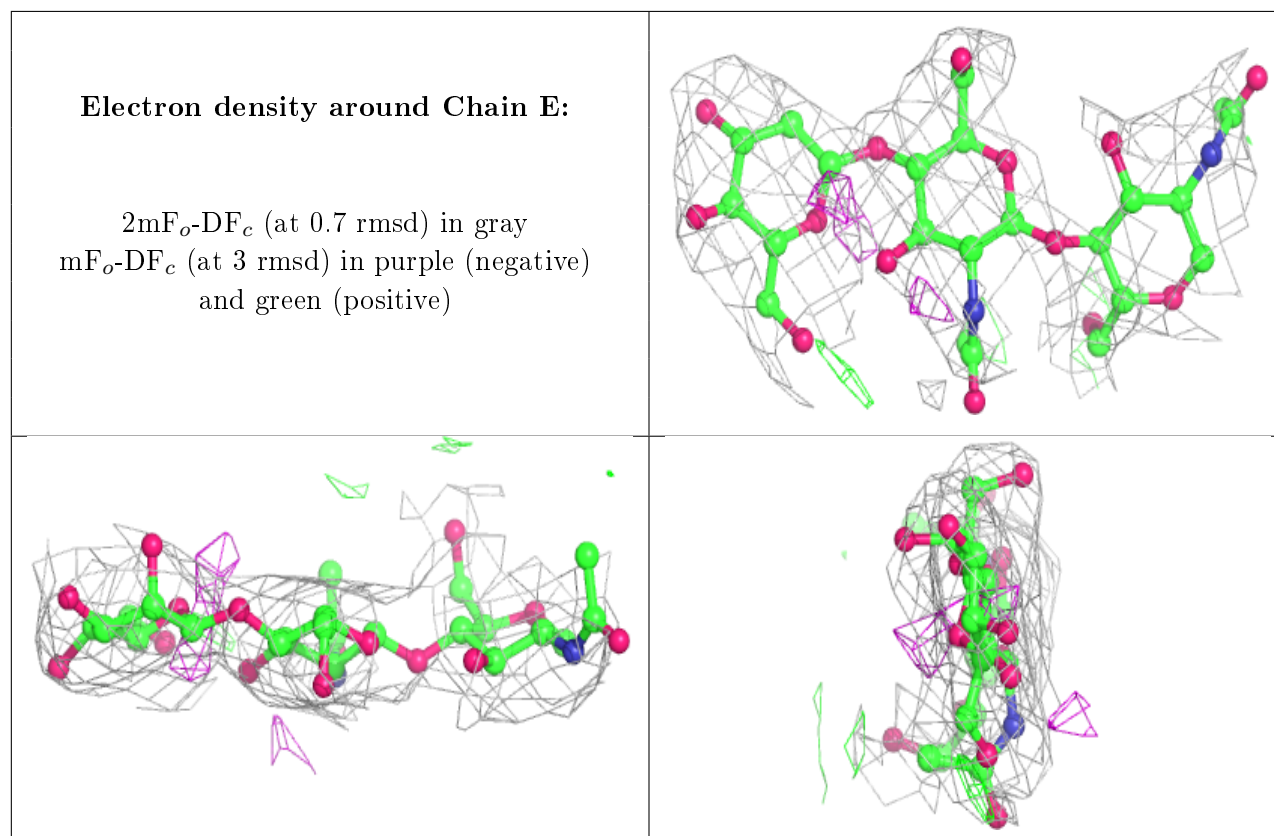 Electron density around Chain E:
2mFₒ-DF𝒸 (at 0.7 rmsd) in gray
mFₒ-DF𝒸 (at 3 rmsd) in purple (negative)
and green (positive)